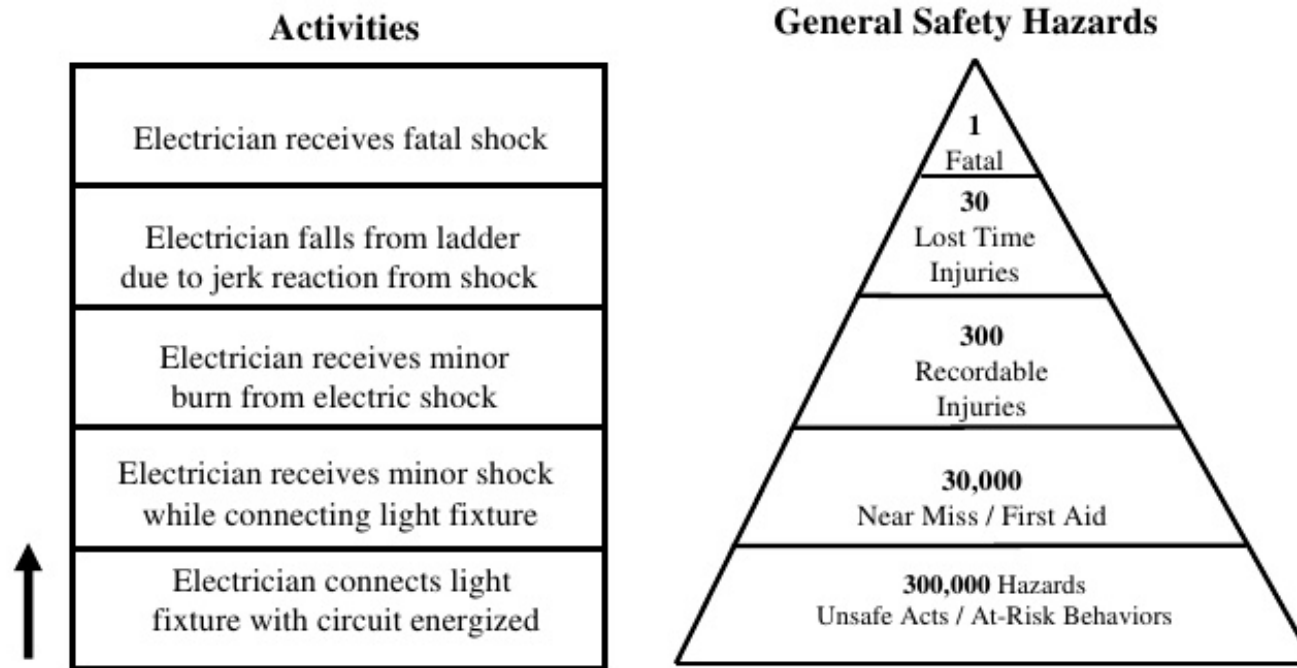 Activities
Electrician receives fatal shock
Electrician falls from ladder
due to jerk reaction from shock
Electrician receives minor
burn from electric shock
Electrician receives minor shock
while connecting light fixture
Electrician connects light
fixture with circuit energized
General Safety Hazards
1
Fatal
30
Lost Time
Injuries
300
Recordable
Injuries
30,000
Near Miss / First Aid
300,000 Hazards
Unsafe Acts / At-Risk Behaviors